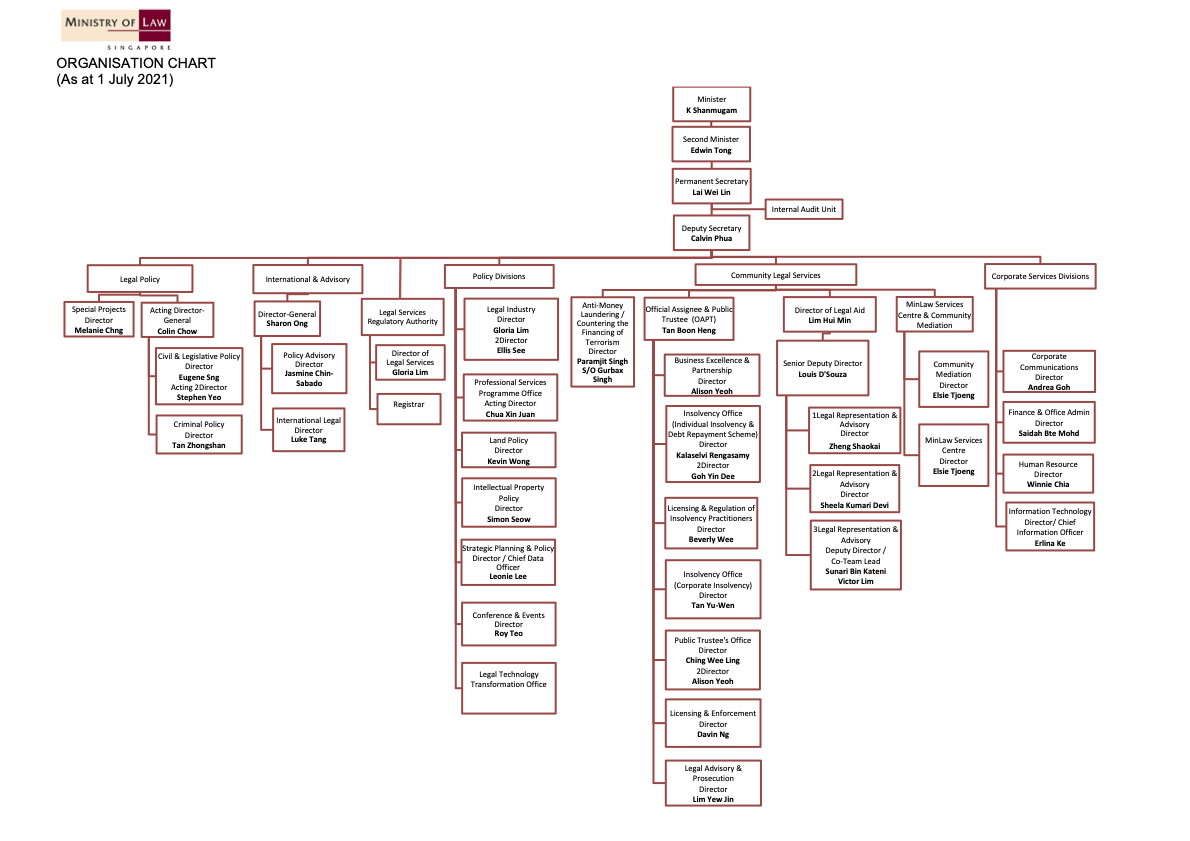 MINISTRY OF LAW
SINGAPORE
ORGANISATION CHART
(As at 1 July 2021)
Minister
K Shanmugam
Second Minister
Edwin Tong
Permanent Secretary
Lai Wei Lin
Internal Audit Unit
Deputy Secretary
Calvin Phua
Legal Policy
Special Projects
Director
Melanie Chng
Acting Director-
General
Colin Chow
Civil & Legislative Policy
Director
Eugene Sng
Acting 2Director
Stephen Yeo
Criminal Policy
Director
Tan Zhongshan
International & Advisory
Director-General
Sharon Ong
Policy Advisory
Director
Jasmine Chin-
Sabado
International Legal
Director
Luke Tang
Legal Services
Regulatory Authority
Director of
Legal Services
Gloria Lim
Registrar
Policy Divisions
Legal Industry
Director
Gloria Lim
2Director
Ellis See
Professional Services
Programme Office
Acting Director
Chua Xin Juan
Land Policy
Director
Kevin Wong
Intellectual Property
Policy
Director
Simon Seow
Strategic Planning & Policy
Director / Chief Data
Officer
Leonie Lee
Conference & Events
Director
Roy Teo
Legal Technology
Transformation Office
Community Legal Services
Anti-Money
Laundering /
Countering the
Financing of
Terrorism
Director
Paramjit Singh
S/O Gurbax
Singh
Official Assignee & Public
Trustee (OAPT)
Tan Boon Heng
Business Excellence &
Partnership
Director
Alison Yeoh
Insolvency Office
(Individual Insolvency &
Debt Repayment Scheme)
Director
Kalaselvi Rengasamy
2Director
Goh Yin Dee
Licensing & Regulation of
Insolvency Practitioners
Director
Beverly Wee
Insolvency Office
(Corporate Insolvency)
Director
Tan Yu-Wen
Public Trustee's Office
Director
Ching Wee Ling
2Director
Alison Yeoh
Licensing & Enforcement
Director
Davin Ng
Legal Advisory &
Prosecution
Director
Lim Yew Jin
Director of Legal Aid
Lim Hui Min
Senior Deputy Director
Louis D'Souza
1Legal Representation &
Advisory
Director
Zheng Shaokai
2Legal Representation &
Advisory
Director
Sheela Kumari Devi
3Legal Representation &
Advisory
Deputy Director /
Co-Team Lead
Sunari Bin Kateni
Victor Lim
MinLaw Services
Centre & Community
Mediation
Community
Mediation
Director
Elsie Tjoeng
MinLaw Services
Centre
Director
Elsie Tjoeng
Corporate Services Divisions
Corporate
Communications
Director
Andrea Goh
Finance & Office Admin
Director
Saidah Bte Mohd
Human Resource
Director
Winnie Chia
Information Technology
Director/ Chief
Information Officer
Erlina Ke